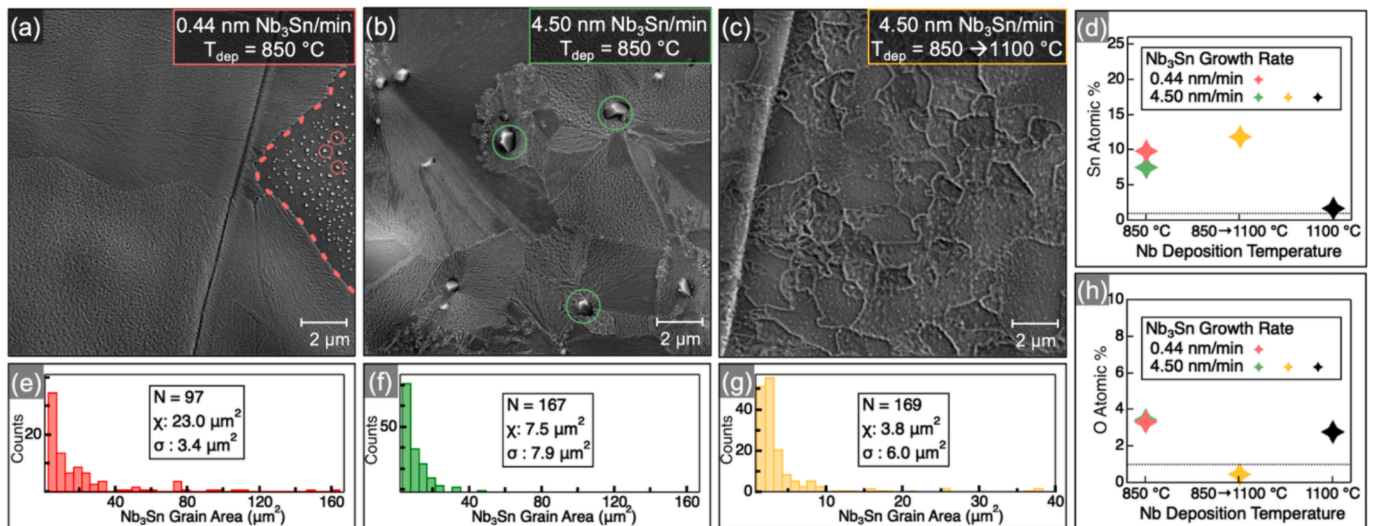 (a)
0.44 nm Nb₃Sn/min
T_dep = 850 °C
2 µm
(b)
4.50 nm Nb₃Sn/min
T_dep = 850 °C
2 µm
(c)
4.50 nm Nb₃Sn/min
T_dep = 850 →1100 °C
2 µm
(d)
Sn Atomic %
25
20
15
10
5
0
Nb₃Sn Growth Rate
0.44 nm/min
4.50 nm/min
850 °C
850→1100 °C
1100 °C
Nb Deposition Temperature
(e)
Counts
20
N = 97
χ: 23.0 µm²
σ : 3.4 µm²
40
80
120
160
Nb₃Sn Grain Area (µm²)
(f)
Counts
50
N = 167
χ: 7.5 µm²
σ : 7.9 µm²
40
80
120
160
Nb₃Sn Grain Area (µm²)
(g)
Counts
40
20
0
N = 169
χ: 3.8 µm²
σ : 6.0 µm²
10
20
30
40
Nb₃Sn Grain Area (µm²)
(h)
O Atomic %
10
8
6
4
2
0
Nb₃Sn Growth Rate
0.44 nm/min
4.50 nm/min
850 °C
850→1100 °C
1100 °C
Nb Deposition Temperature